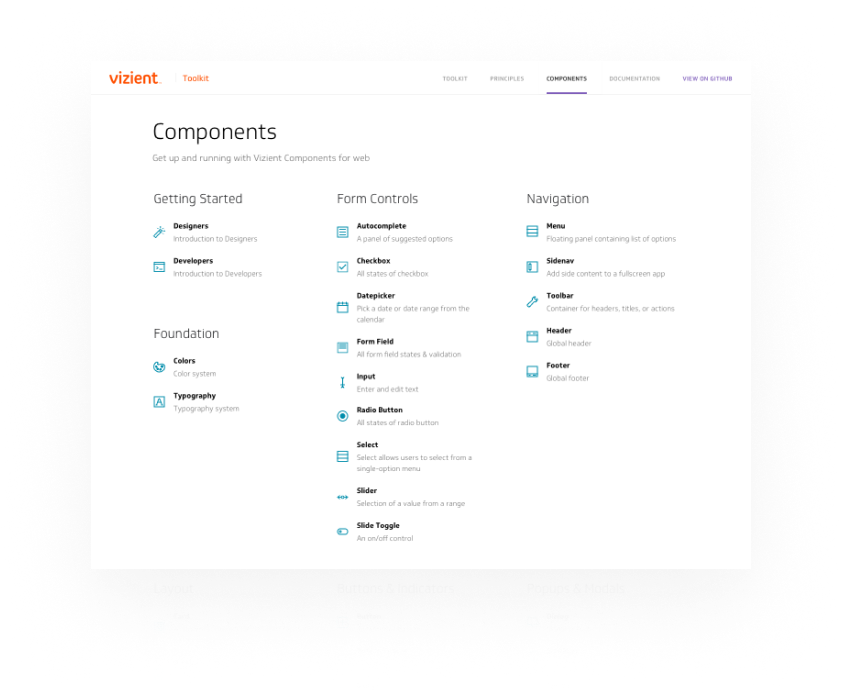 vizient
Toolkit
TOOLKIT
PRINCIPLES
COMPONENTS
DOCUMENTATION
VIEW ON GITHUB
Components
Get up and running with Vizient Components for web
Getting Started
Designers
Introduction to Designers
Developers
Introduction to Developers
Foundation
Colors
Color system
Typography
Typography system
Form Controls
Autocomplete
A panel of suggested options
Checkbox
All states of checkbox
Datepicker
Pick a date or date range from the
calendar
Form Field
All form field states & validation
Input
Enter and edit text
Radio Button
All states of radio button
Select
Select allows users to select from a
single-option menu
Slider
Selection of a value from a range
Slide Toggle
An on/off control
Navigation
Menu
Floating panel containing list of options
Sidenav
Add side content to a fullscreen app
Toolbar
Container for headers, titles, or actions
Header
Global header
Footer
Global footer